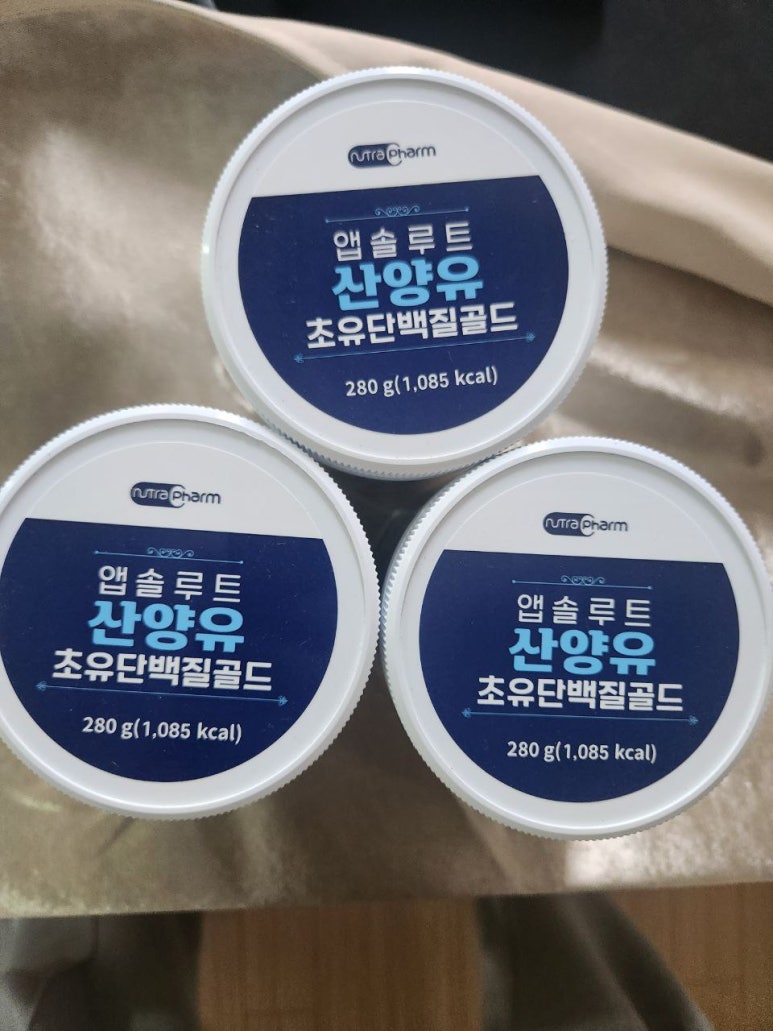 nutrapharm
앱솔루트
산양유
초유단백질골드
280 g(1,085 kcal)
nutrapharm
앱솔루트
산양유
초유단백질골드
280 g(1,085 kcal)
nutrapharm
앱솔루트
산양유
초유단백질골드
280 g(1,085 kcal)